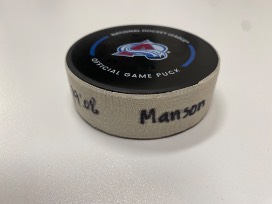 NATIONAL HOCKEY LEAGUE
OFFICIAL GAME PUCK
Manson